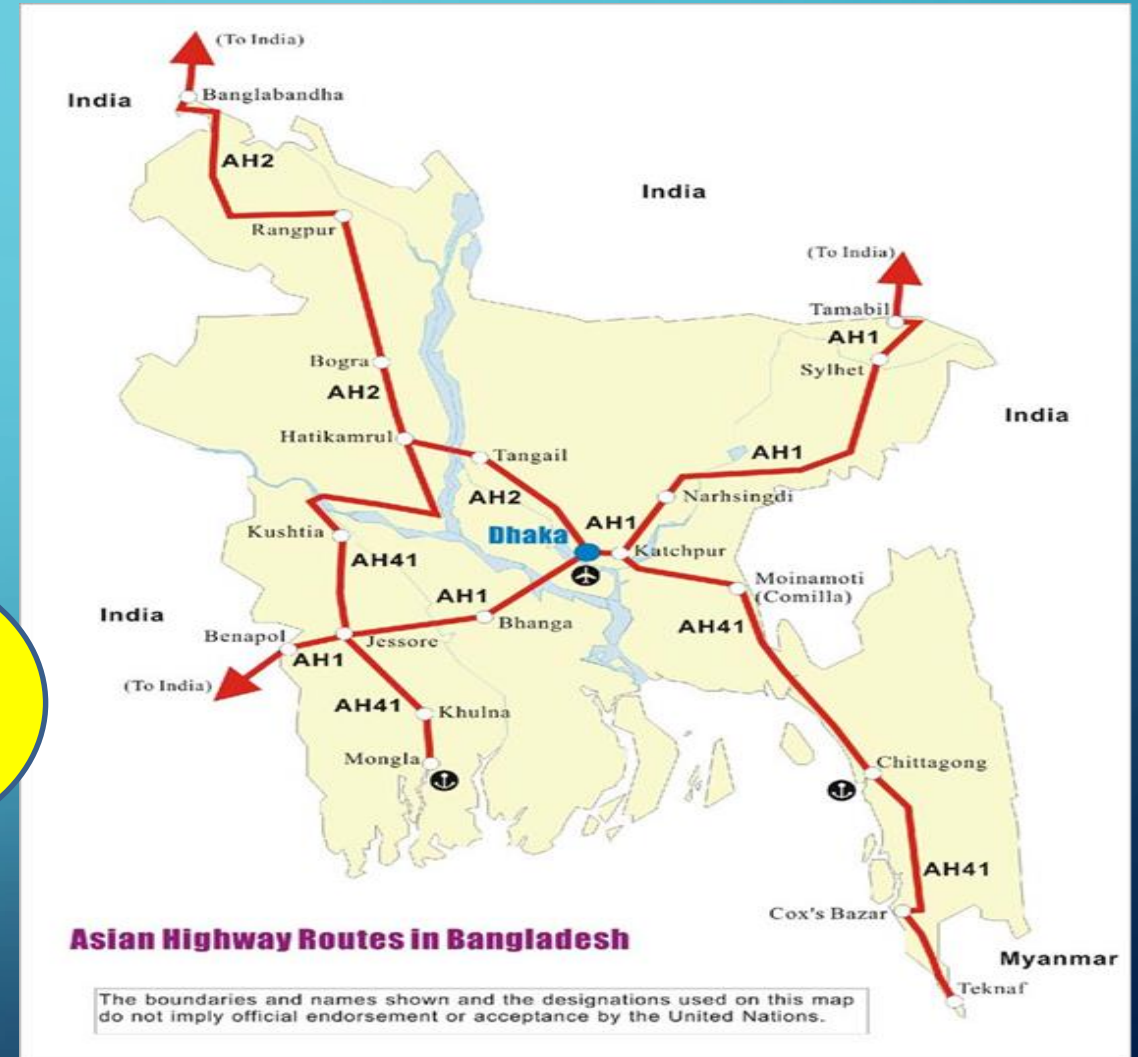 (To India)
India
Banglabandha
AH2
India
Rangpur
(To India)
Tamabil
AH1
Sylhet
Bogra
AH2
India
Hatikamrul
Tangail
AH1
AH2
Narhsingdi
Kushtia
Dhaka
AH1
Katchpur
AH41
Moinamoti
(Comilla)
AH1
India
Bhanga
AH41
Benapol
Jessore
AH1
(To India)
AH41
Khulna
Mongla
Chittagong
AH41
Cox's Bazar
Asian Highway Routes in Bangladesh
Myanmar
Teknaf
The boundaries and names shown and the designations used on this map
do not imply official endorsement or acceptance by the United Nations.